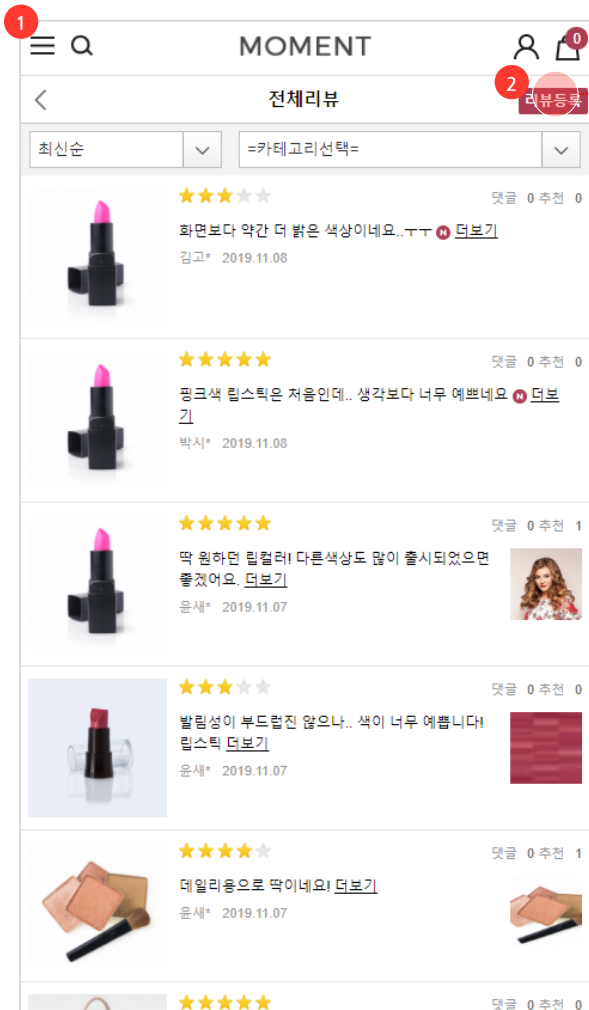 1
MOMENT
0
2
전체리뷰
리뷰등록
최신순
=카테고리선택=
댓글 0 추천 0
화면보다 약간 더 밝은 색상이네요..ㅜㅜ N 더보기
김고* 2019.11.08
댓글 0 추천 0
핑크색 립스틱은 처음인데.. 생각보다 너무 예쁘네요 N 더보
기
박시* 2019.11.08
댓글 0 추천 1
딱 원하던 립컬러! 다른색상도 많이 출시되었으면
좋겠어요. 더보기
윤새* 2019.11.07
댓글 0 추천 0
발림성이 부드럽진 않으나.. 색이 너무 예쁩니다!
립스틱 더보기
윤새* 2019.11.07
댓글 0 추천 1
데일리용으로 딱이네요! 더보기
윤새* 2019.11.07
댓글 0 추천 0